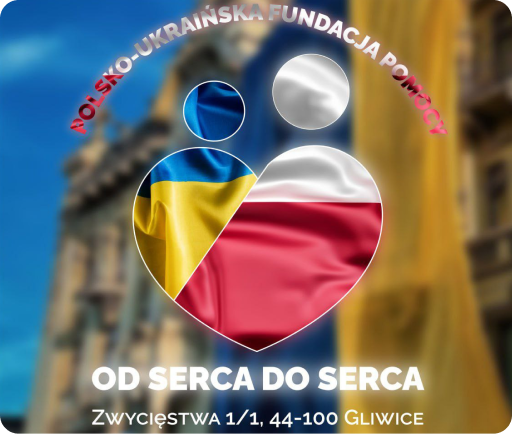 POLSKO-UKRAIŃSKA FUNDACJA POMOCY
OD SERCA DO SERCA
ZWYCIĘSTWA 1/1, 44-100 GLIWICE